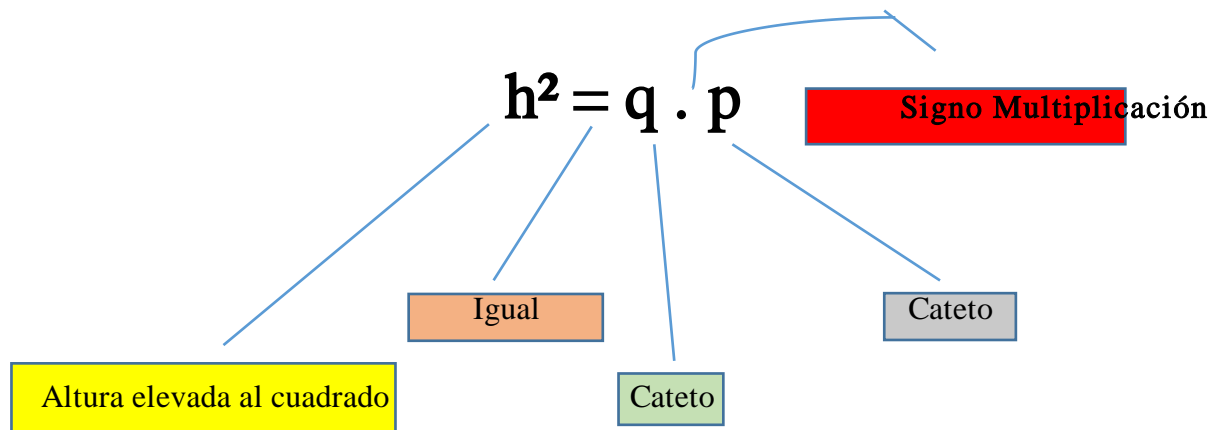 h² = q . p
Signo Multiplicación
Igual
Cateto
Altura elevada al cuadrado
Cateto